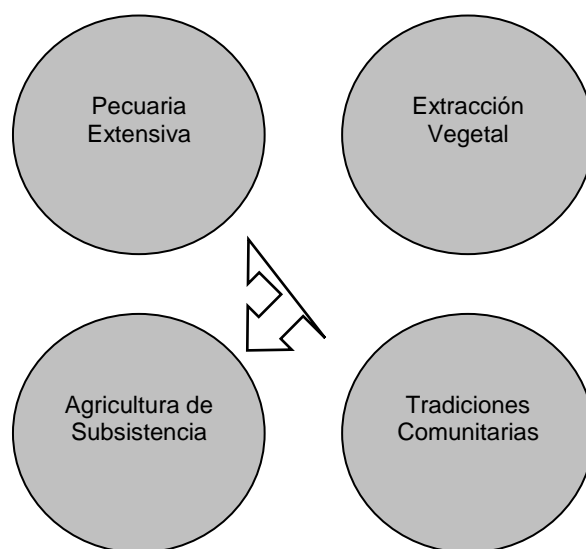 Pecuaria
Extensiva
Extracción
Vegetal
Agricultura de
Subsistencia
Tradiciones
Comunitarias